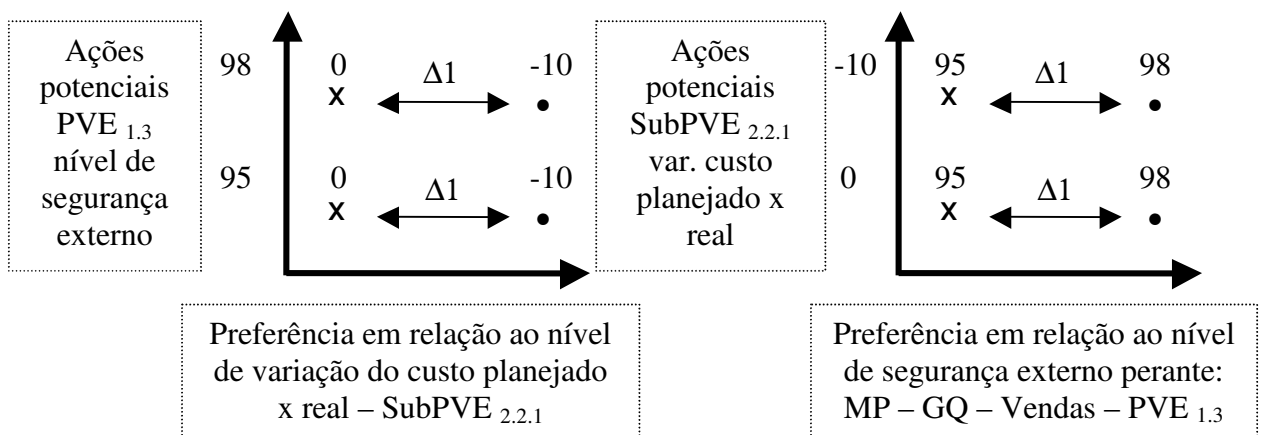 Ações
potenciais
PVE 1.3
nível de
segurança
externo
98
0
Δ1
-10
x
•
95
0
Δ1
-10
x
•
Preferência em relação ao nível
de variação do custo planejado
x real – SubPVE 2.2.1
Ações
potenciais
SubPVE 2.2.1
var. custo
planejado x
real
-10
95
Δ1
98
x
•
0
95
Δ1
98
x
•
Preferência em relação ao nível
de segurança externo perante:
MP – GQ – Vendas – PVE 1.3